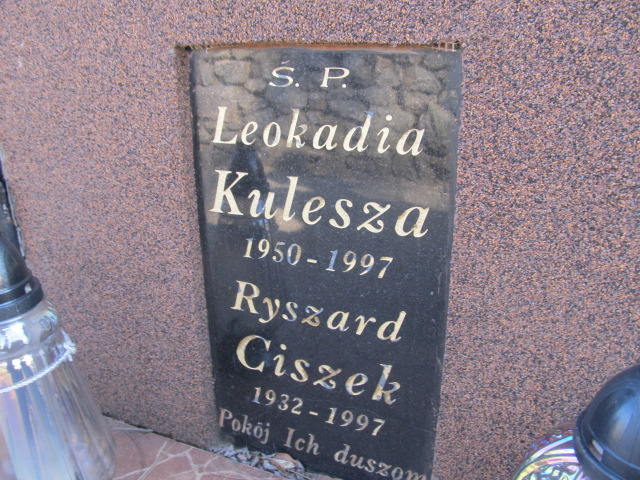 Ś. P.
Leokadia
Kulesza
1950-1997
Ryszard
Ciszek
1932-1997
Pokój Ich duszom